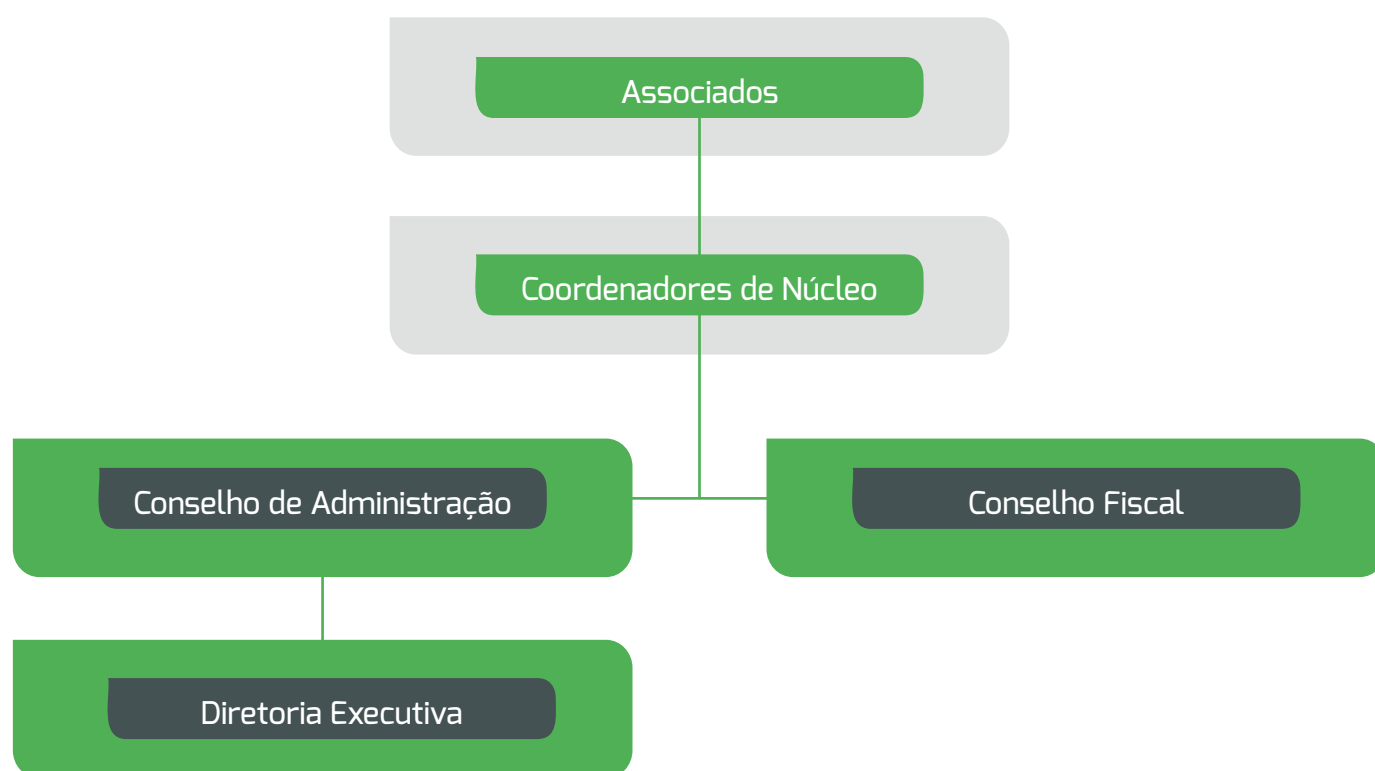 Associados
Coordenadores de Núcleo
Conselho de Administração
Conselho Fiscal
Diretoria Executiva